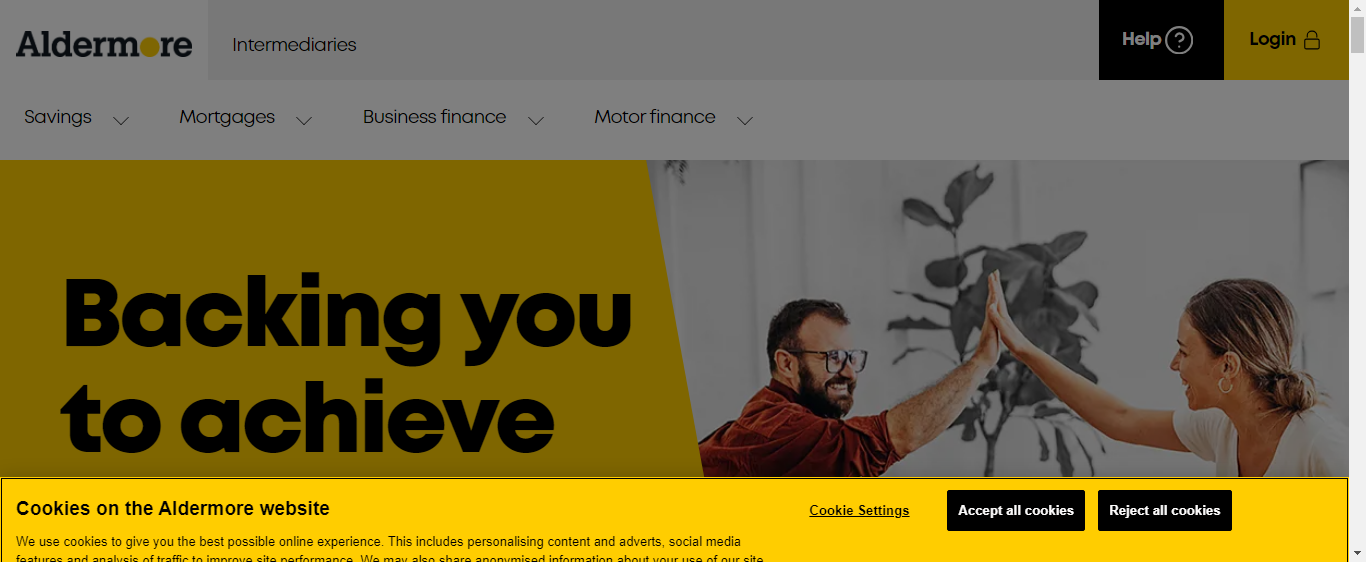 Aldermore
Intermediaries
Help
Login
Savings
Mortgages
Business finance
Motor finance
Backing you
to achieve
Cookies on the Aldermore website
Cookie Settings
Accept all cookies
Reject all cookies
We use cookies to give you the best possible online experience. This includes personalising content and adverts, social media
features and analysis of traffic to improve site performance. We may also share anonymised information about your use of our site